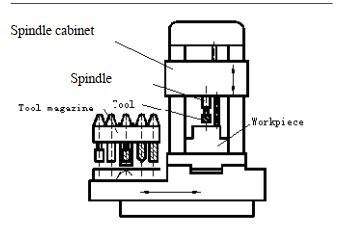 Spindle cabinet
Spindle
Tool magazine
Tool
Workpiece